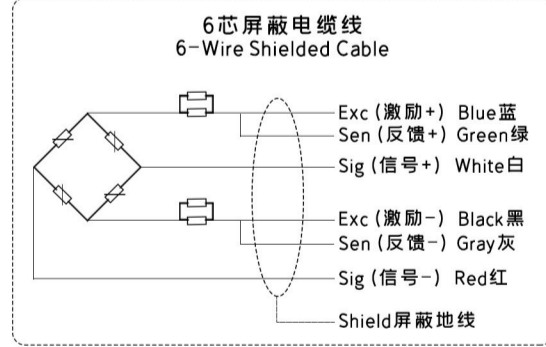 6芯屏蔽电缆线
6-Wire Shielded Cable
Exc (激励+) Blue蓝
Sen (反馈+) Green绿
Sig (信号+) White白
Exc (激励-) Black黑
Sen (反馈-) Gray灰
Sig (信号-) Red红
Shield屏蔽地线